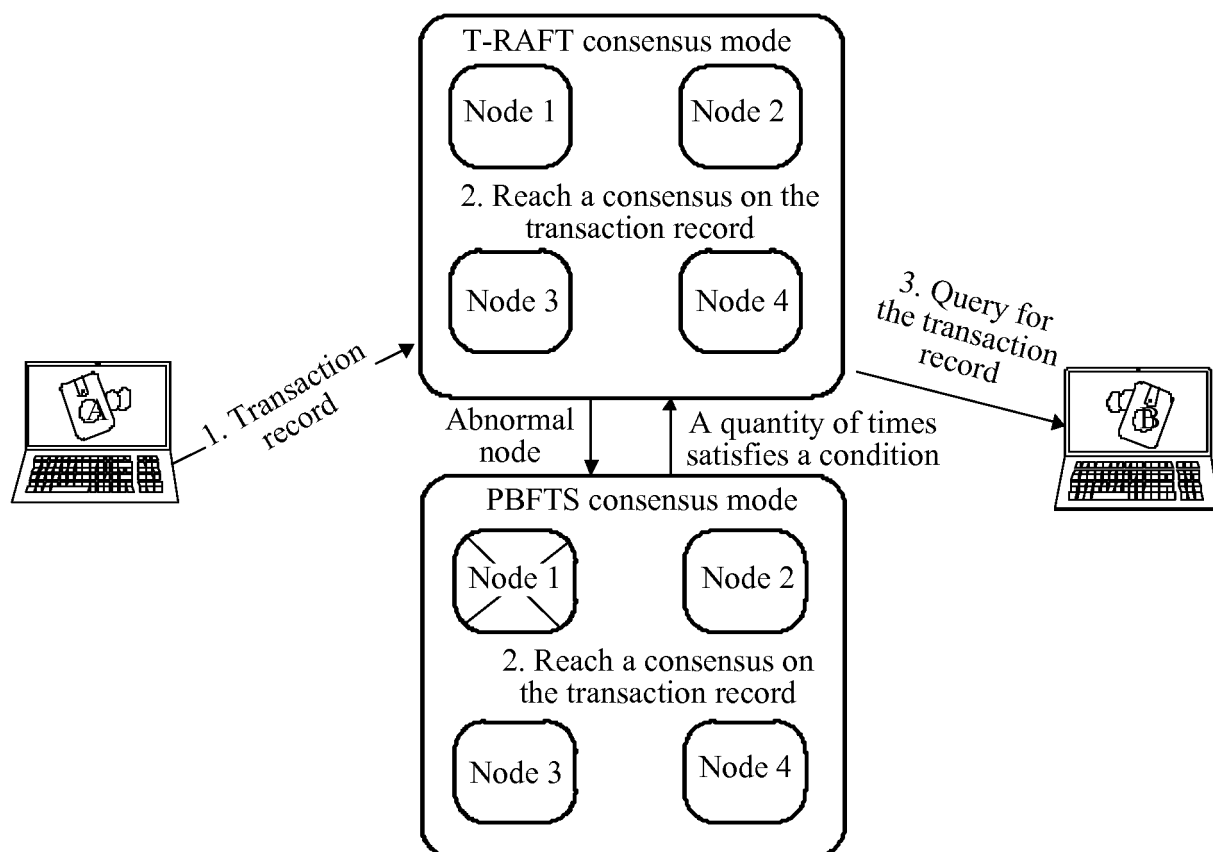 T-RAFT consensus mode
Node 1
Node 2
2. Reach a consensus on the
transaction record
Node 3
Node 4
1. Transaction
record
A
3. Query for
the transaction
record
B
Abnormal
node
A quantity of times
satisfies a condition
PBFTS consensus mode
Node 1
Node 2
2. Reach a consensus on
the transaction record
Node 3
Node 4